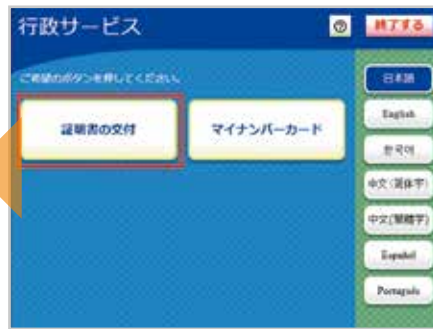 行政サービス
?
終了する
ご希望のボタンを押してください。
証明書の交付
マイナンバーカード
日本語
English
한국어
中文(简体字)
中文(繁體字)
Español
Português